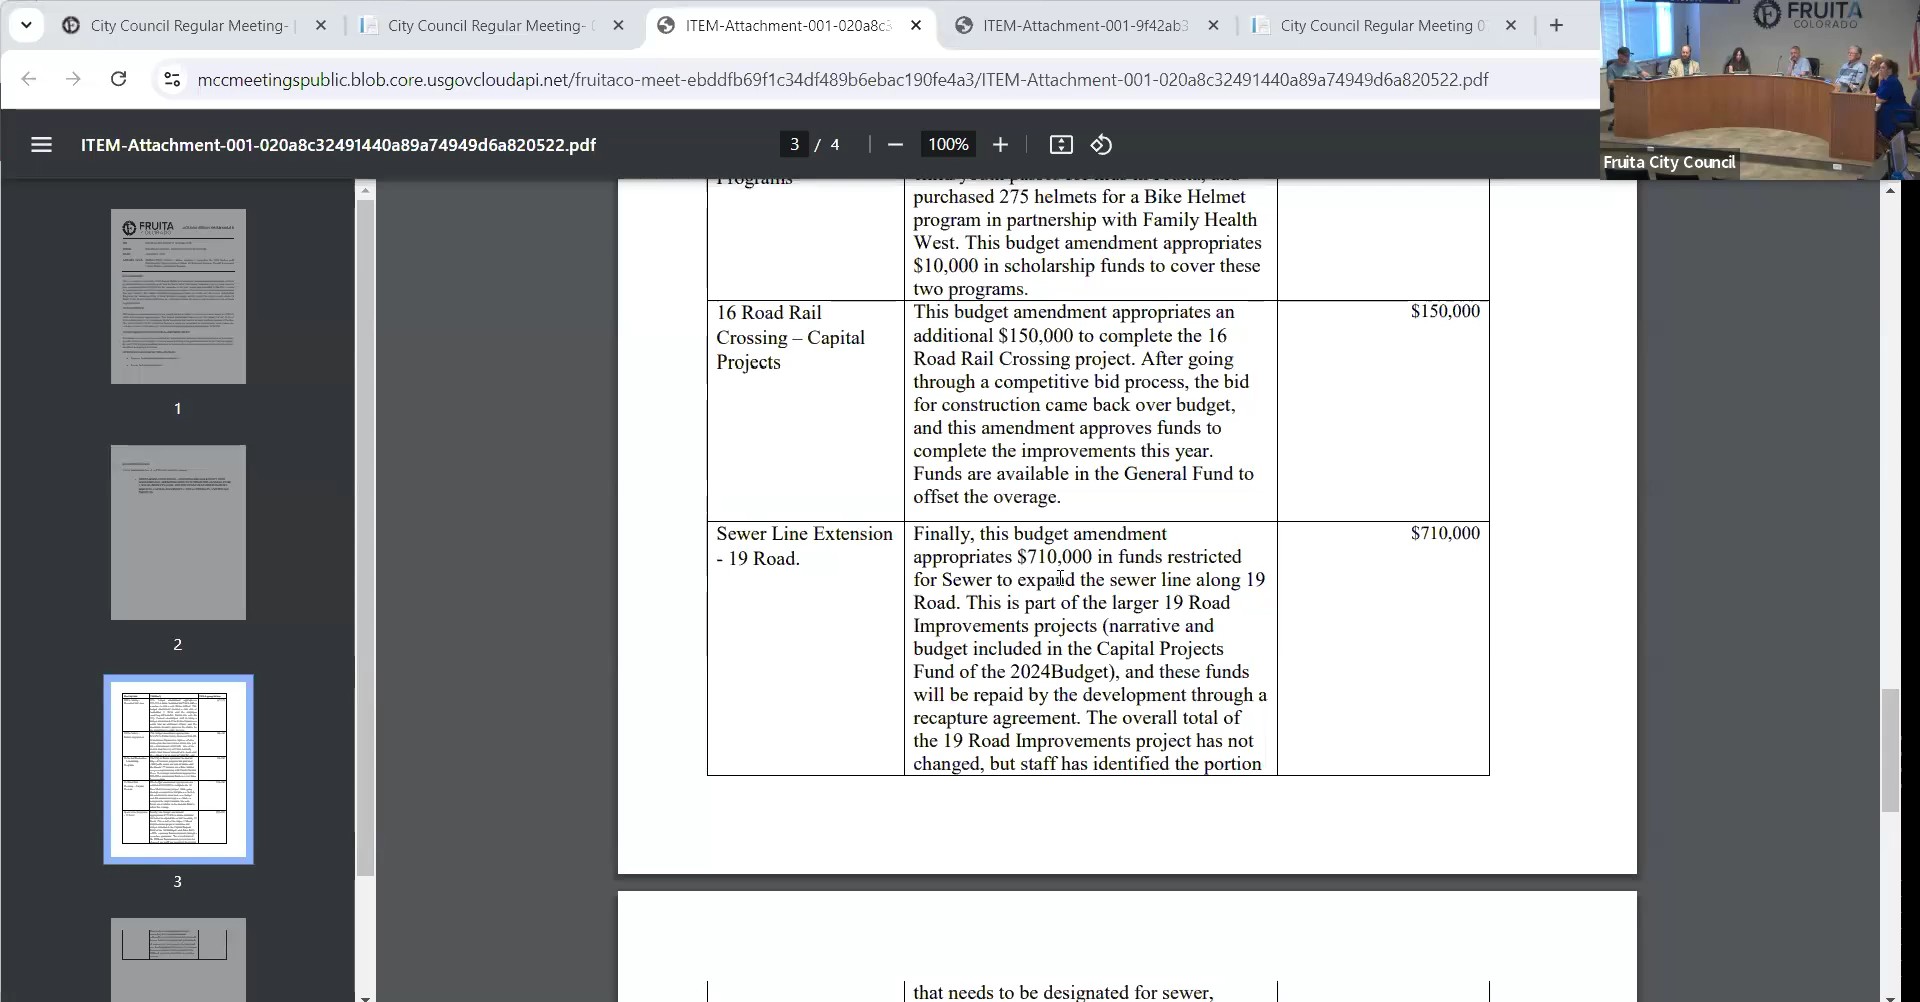 City Council Regular Meeting-
City Council Regular Meeting-
ITEM-Attachment-001-020a8c3
ITEM-Attachment-001-9f42ab3
City Council Regular Meeting 0
mccmeetingspublic.blob.core.usgovcloudapi.net/fruitaco-meet-ebddfb69f1c34df489b6ebac190fe4a3/ITEM-Attachment-001-020a8c32491440a89a74949d6a820522.pdf
FRUITA
COLORADO
Fruita City Council
ITEM-Attachment-001-020a8c32491440a89a74949d6a820522.pdf
3 / 4
100%
FRUITA
COLORADO
1
2
3
Programs
purchased 275 helmets for a Bike Helmet
program in partnership with Family Health
West. This budget amendment appropriates
$10,000 in scholarship funds to cover these
two programs.
16 Road Rail
Crossing – Capital
Projects
This budget amendment appropriates an
additional $150,000 to complete the 16
Road Rail Crossing project. After going
through a competitive bid process, the bid
for construction came back over budget,
and this amendment approves funds to
complete the improvements this year.
Funds are available in the General Fund to
offset the overage.
$150,000
Sewer Line Extension
- 19 Road.
Finally, this budget amendment
appropriates $710,000 in funds restricted
for Sewer to expand the sewer line along 19
Road. This is part of the larger 19 Road
Improvements projects (narrative and
budget included in the Capital Projects
Fund of the 2024Budget), and these funds
will be repaid by the development through a
recapture agreement. The overall total of
the 19 Road Improvements project has not
changed, but staff has identified the portion
$710,000
that needs to be designated for sewer,